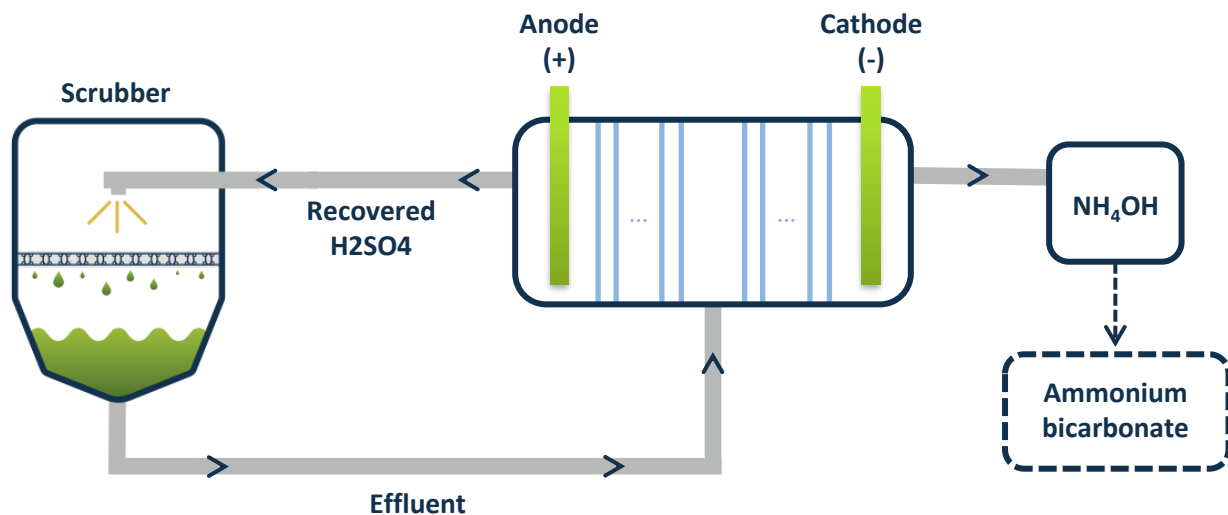 Anode
(+)
Cathode
(-)
Scrubber
Recovered
H2SO4
...
...
NH₄OH
Ammonium
bicarbonate
Effluent